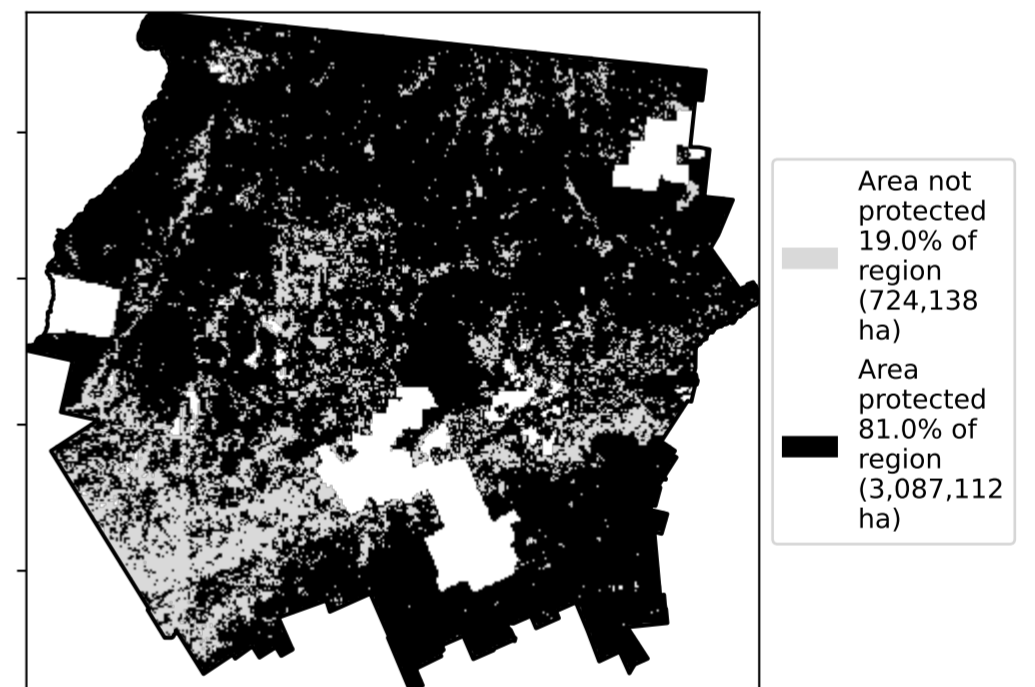 Area not
protected
19.0% of
region
(724,138
ha)
Area
protected
81.0% of
region
(3,087,112
ha)